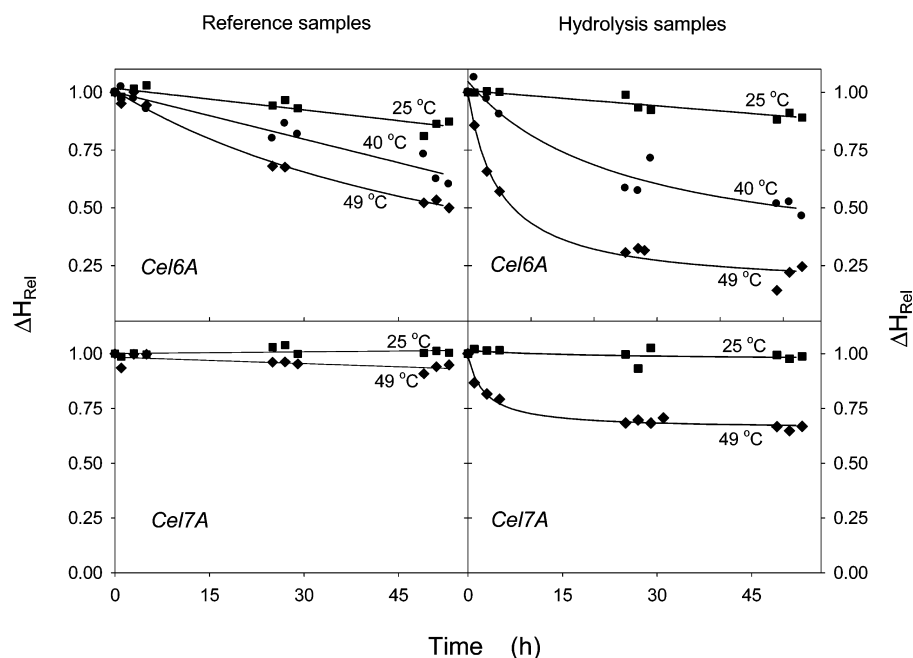 Reference samples
Hydrolysis samples
1.00
0.75
0.50
0.25
25 °C
40 °C
49 °C
Cel6A
25 °C
40 °C
49 °C
Cel6A
1.00
0.75
0.50
0.25
ΔH_Rel
ΔH_Rel
1.00
0.75
0.50
0.25
0.00
25 °C
49 °C
Cel7A
25 °C
49 °C
Cel7A
1.00
0.75
0.50
0.25
0.00
0 15 30 45
0 15 30 45
Time (h)